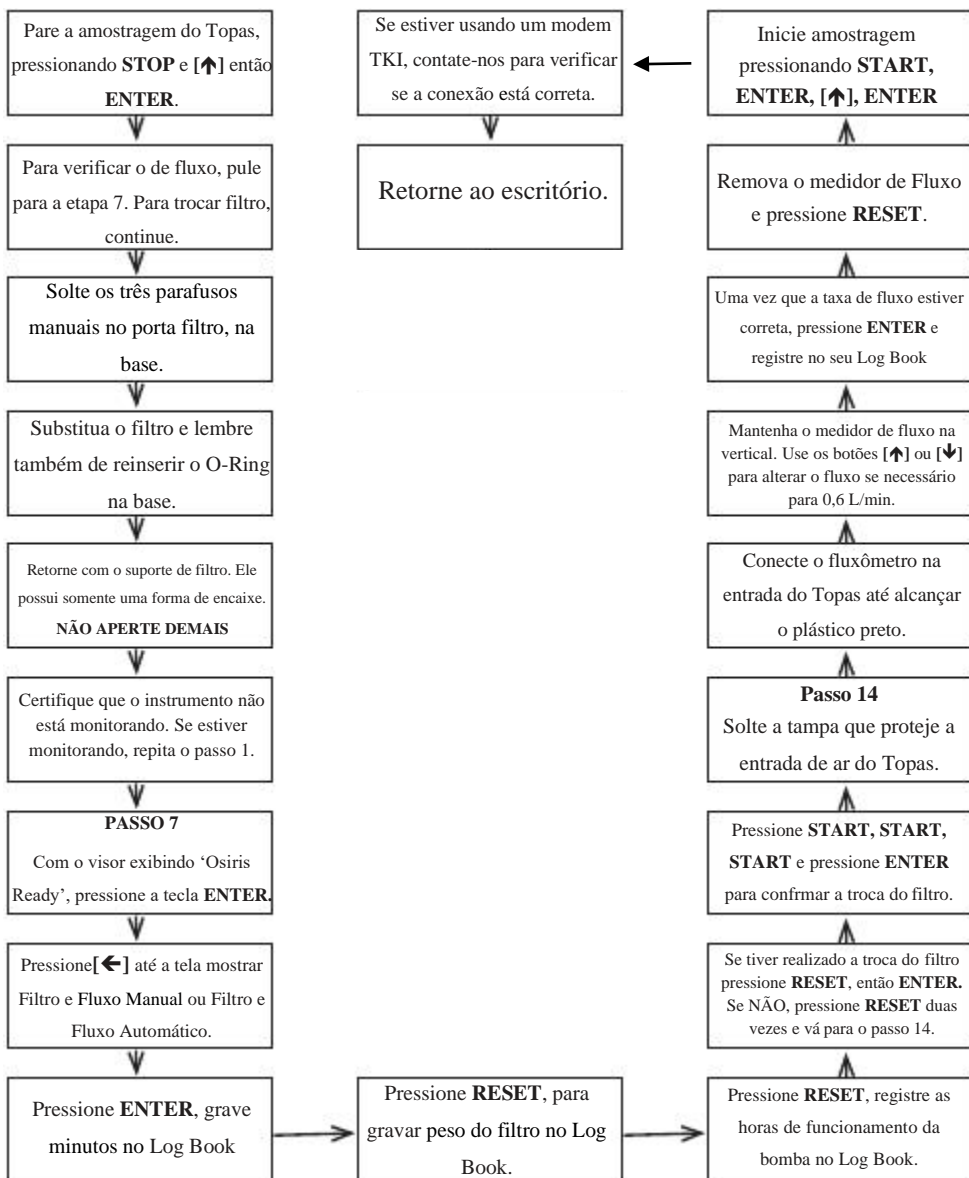 Pare a amostragem do Topas,
pressionando STOP e [↑] então
ENTER.
Para verificar o de fluxo, pule
para a etapa 7. Para trocar filtro,
continue.
Solte os três parafusos
manuais no porta filtro, na
base.
Substitua o filtro e lembre
também de reinserir o O-Ring
na base.
Retorne com o suporte de filtro. Ele
possui somente uma forma de encaixe.
NÃO APERTE DEMAIS
Certifique que o instrumento não
está monitorando. Se estiver
monitorando, repita o passo 1.
PASSO 7
Com o visor exibindo ‘Osiris
Ready’, pressione a tecla ENTER.
Pressione[←] até a tela mostrar
Filtro e Fluxo Manual ou Filtro e
Fluxo Automático.
Pressione ENTER, grave
minutos no Log Book
Pressione RESET, para
gravar peso do filtro no Log
Book.
Pressione RESET, registre as
horas de funcionamento da
bomba no Log Book.
Se tiver realizado a troca do filtro
pressione RESET, então ENTER.
Se NÃO, pressione RESET duas
vezes e vá para o passo 14.
Pressione START, START,
START e pressione ENTER
para confrmar a troca do filtro.
Passo 14
Solte a tampa que proteje a
entrada de ar do Topas.
Conecte o fluxômetro na
entrada do Topas até alcançar
o plástico preto.
Mantenha o medidor de fluxo na
vertical. Use os botões [↑] ou [↓]
para alterar o fluxo se necessário
para 0,6 L/min.
Uma vez que a taxa de fluxo estiver
correta, pressione ENTER e
registre no seu Log Book
Remova o medidor de Fluxo
e pressione RESET.
Inicie amostragem
pressionando START,
ENTER, [↑], ENTER
Se estiver usando um modem
TKI, contate-nos para verificar
se a conexão está correta.
Retorne ao escritório.